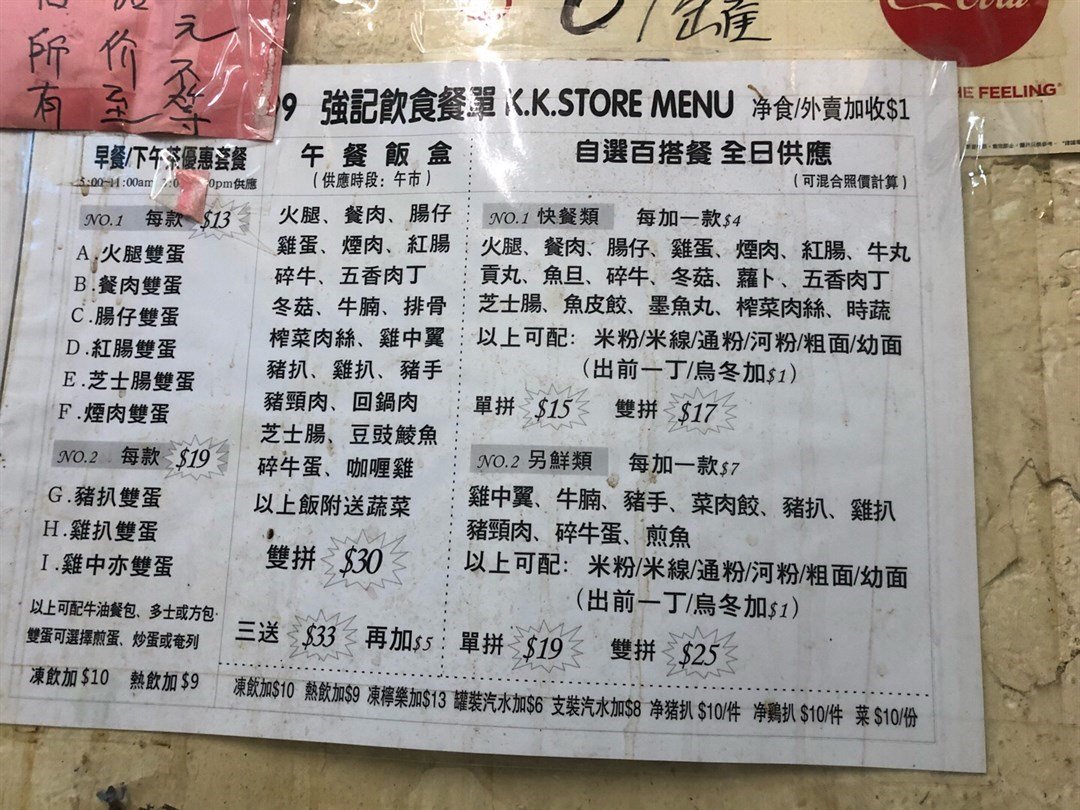 元不等
价至
所有
/罐
Coca-Cola
THE FEELING
9 強記飲食餐單 K.K.STORE MENU 净食/外賣加收$1
早餐/下午茶優惠套餐
5:00-11:00am 0pm供應
NO.1 每款 $13
A.火腿雙蛋
B.餐肉雙蛋
C.腸仔雙蛋
D.紅腸雙蛋
E.芝士腸雙蛋
F.煙肉雙蛋
NO.2 每款 $19
G.豬扒雙蛋
H.雞扒雙蛋
I.雞中亦雙蛋
以上可配牛油餐包、多士或方包
雙蛋可選擇煎蛋、炒蛋或奄列
凍飲加$10 熱飲加$9
午餐飯盒
(供應時段：午市)
火腿、餐肉、腸仔
雞蛋、煙肉、紅腸
碎牛、五香肉丁
冬菇、牛腩、排骨
榨菜肉絲、雞中翼
豬扒、雞扒、豬手
豬頸肉、回鍋肉
芝士腸、豆豉鯪魚
碎牛蛋、咖喱雞
以上飯附送蔬菜
雙拼 $30
三送 $33 再加$5
自選百搭餐 全日供應
(可混合照價計算)
NO.1 快餐類 每加一款$4
火腿、餐肉、腸仔、雞蛋、煙肉、紅腸、牛丸
貢丸、魚旦、碎牛、冬菇、蘿卜、五香肉丁
芝士腸、魚皮餃、墨魚丸、榨菜肉絲、時蔬
以上可配：米粉/米線/通粉/河粉/粗面/幼面
(出前一丁/烏冬加$1)
單拼 $15 雙拼 $17
NO.2 另鮮類 每加一款$7
雞中翼、牛腩、豬手、菜肉餃、豬扒、雞扒
豬頸肉、碎牛蛋、煎魚
以上可配：米粉/米線/通粉/河粉/粗面/幼面
(出前一丁/烏冬加$1)
單拼 $19 雙拼 $25
凍飲加$10 熱飲加$9 凍檸樂加$13 罐裝汽水加$6 支裝汽水加$8 净猪扒 $10/件 净鷄扒 $10/件 菜 $10/份